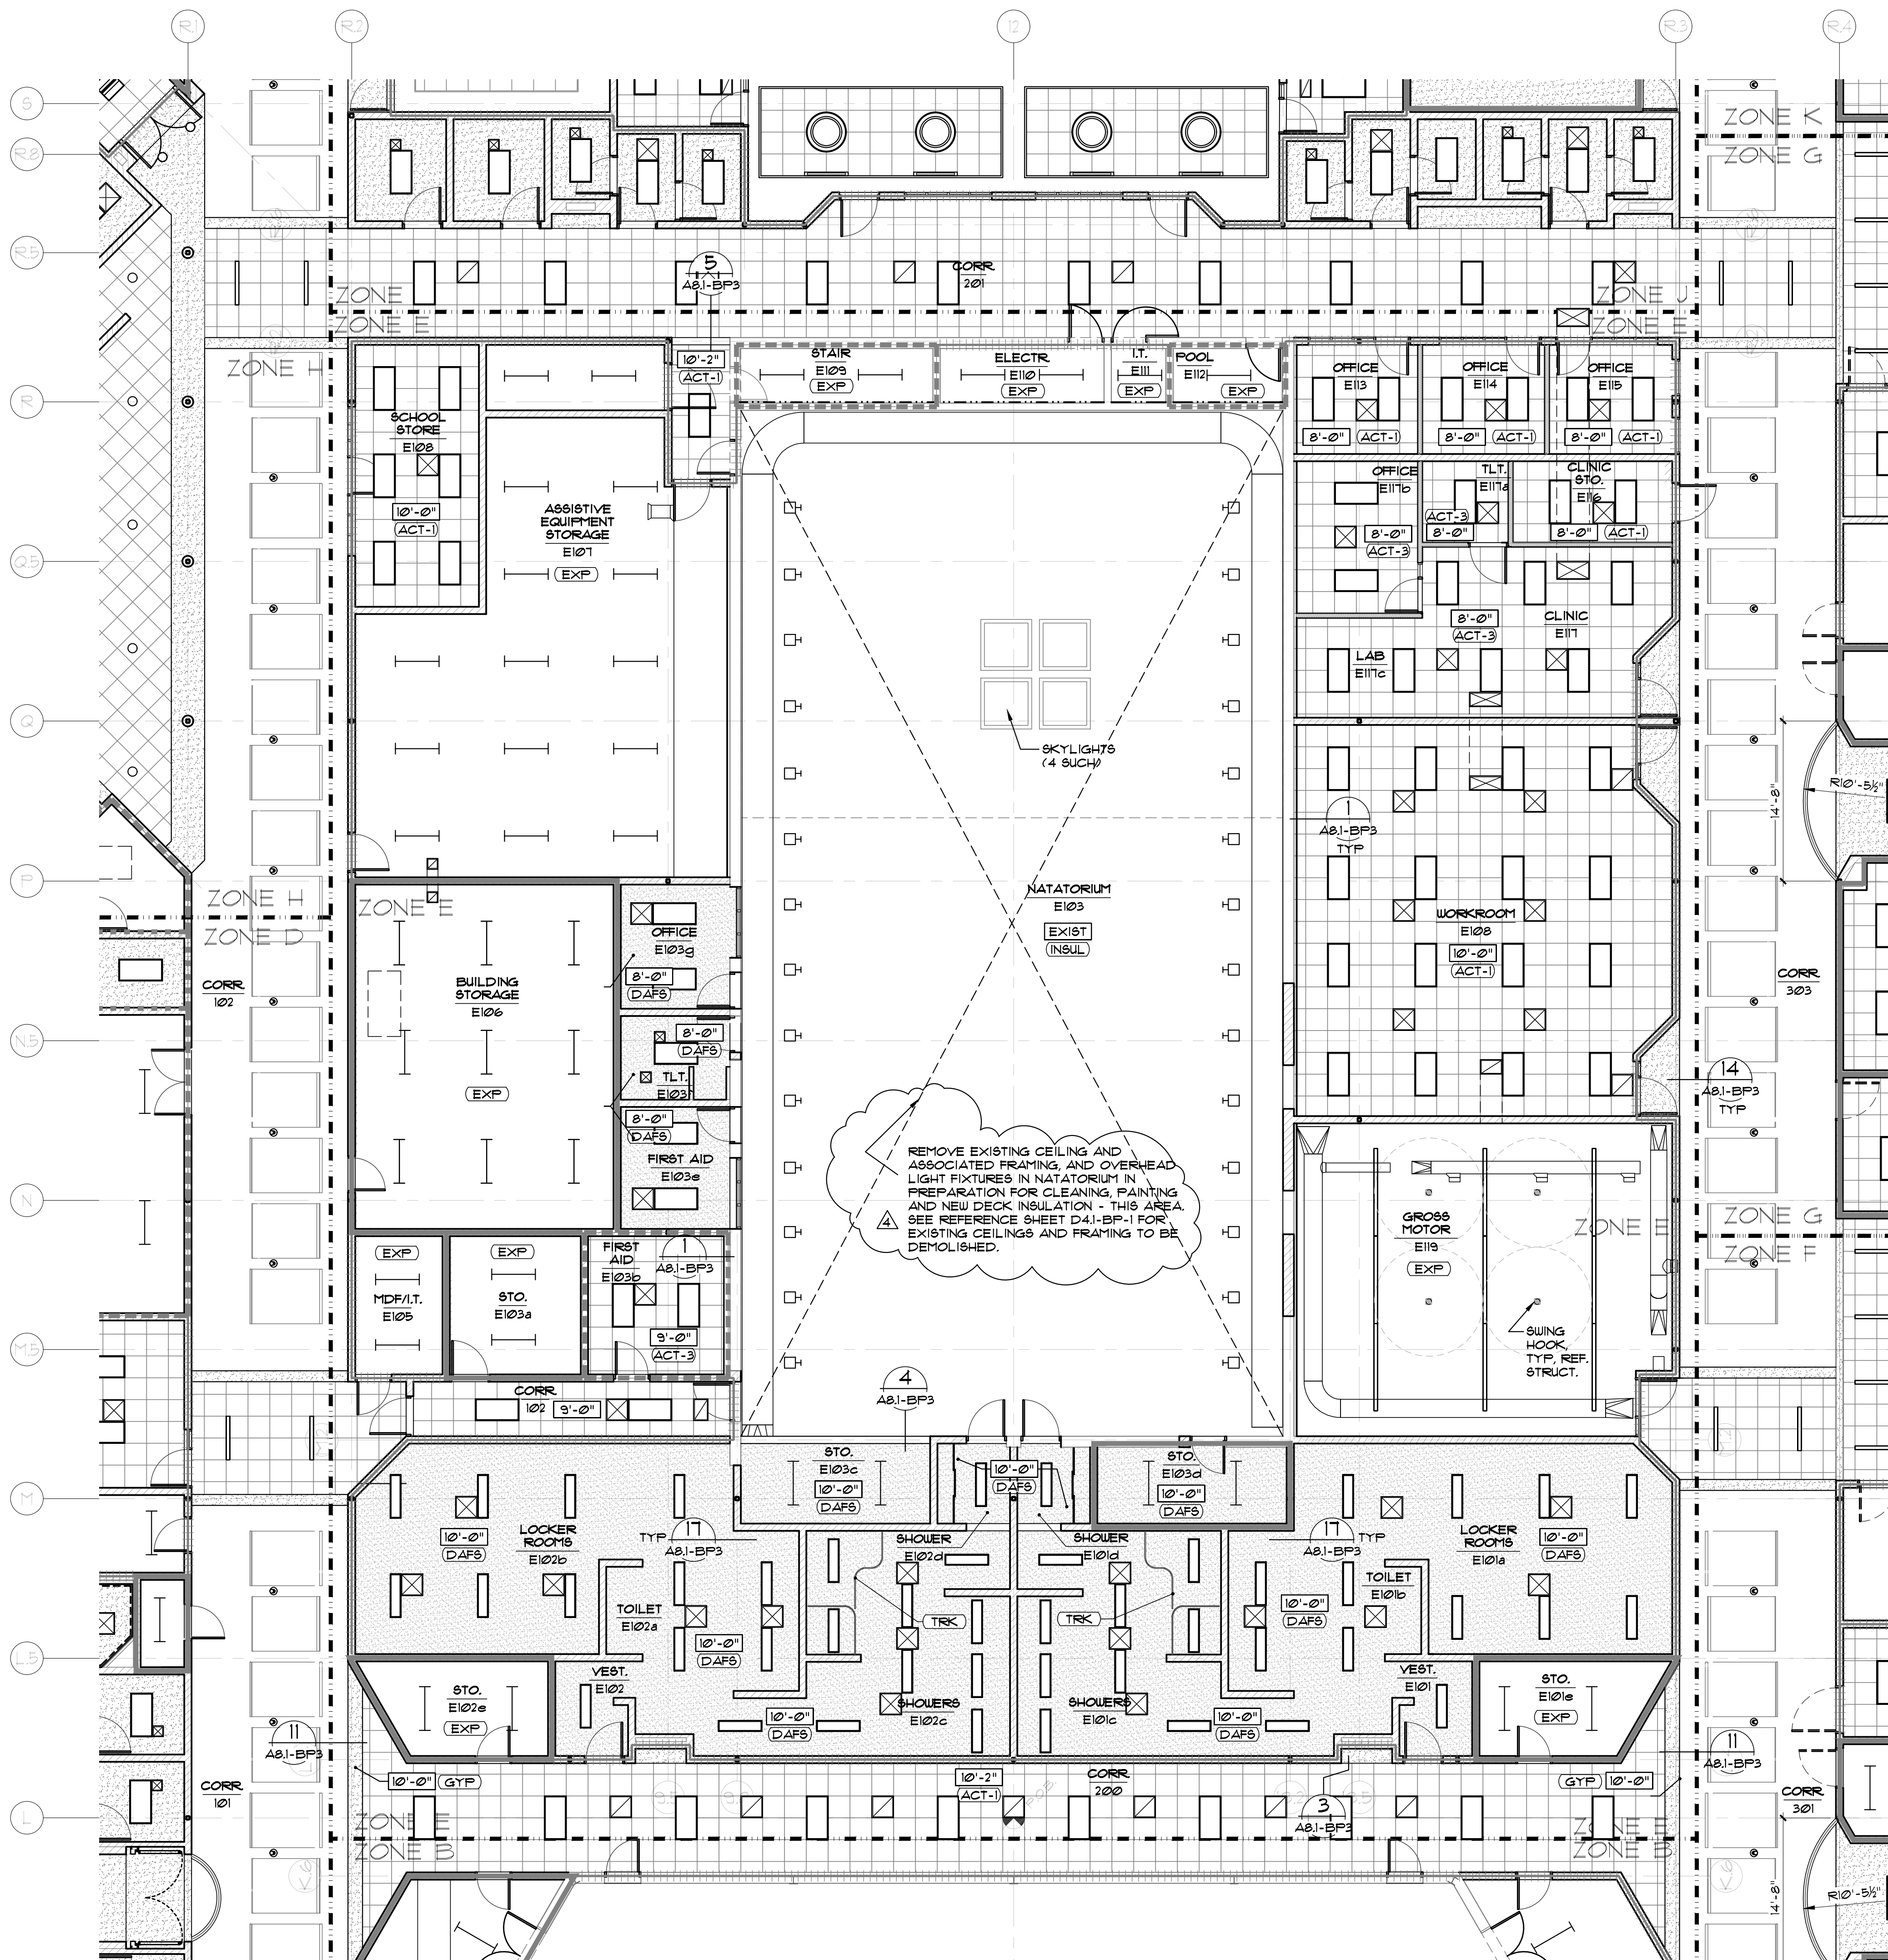 R.1
R.2
12
R.3
R.4
S
R.8
R.5
R
Q.5
Q
P
N.5
N
M.5
M
L.5
L
ZONE K
ZONE G
5
A8.1-BP3
CORR.
201
ZONE
ZONE E
ZONE J
ZONE E
ZONE H
10'-2"
(ACT-1)
STAIR
E109
(EXP)
ELECTR.
E110
(EXP)
I.T.
E111
(EXP)
POOL
E112
(EXP)
OFFICE
E113
8'-0" (ACT-1)
OFFICE
E114
8'-0" (ACT-1)
OFFICE
E115
8'-0" (ACT-1)
SCHOOL
STORE
E108
10'-0"
(ACT-1)
ASSISTIVE
EQUIPMENT
STORAGE
E107
(EXP)
OFFICE
E117b
8'-0"
(ACT-3)
TLT.
E117a
(ACT-3)
8'-0"
CLINIC
STO.
E116
8'-0" (ACT-1)
8'-0"
(ACT-3)
CLINIC
E117
LAB
E117c
SKYLIGHTS
(4 SUCH)
1
A8.1-BP3
TYP
14'-8"
R10'-5½"
NATATORIUM
E103
EXIST
(INSUL)
WORKROOM
E108
10'-0"
(ACT-1)
ZONE H
ZONE D
ZONE E
CORR.
102
CORR.
303
BUILDING
STORAGE
E106
(EXP)
OFFICE
E103g
8'-0"
(DAFS)
8'-0"
(DAFS)
TLT.
E103f
8'-0"
(DAFS)
FIRST AID
E103e
14
A8.1-BP3
TYP
REMOVE EXISTING CEILING AND
ASSOCIATED FRAMING, AND OVERHEAD
LIGHT FIXTURES IN NATATORIUM IN
PREPARATION FOR CLEANING, PAINTING
AND NEW DECK INSULATION - THIS AREA.
SEE REFERENCE SHEET D4.1-BP-1 FOR
EXISTING CEILINGS AND FRAMING TO BE
DEMOLISHED.
4
GROSS
MOTOR
E119
(EXP)
ZONE E
ZONE G
ZONE F
SWING
HOOK,
TYP, REF.
STRUCT.
(EXP)
MDF/I.T.
E105
(EXP)
STO.
E103a
FIRST
AID
E103b
1
A8.1-BP3
9'-0"
(ACT-3)
CORR.
102
9'-0"
4
A8.1-BP3
STO.
E103c
10'-0"
(DAFS)
10'-0"
(DAFS)
STO.
E103d
10'-0"
(DAFS)
10'-0"
(DAFS)
LOCKER
ROOMS
E102b
TYP
17
A8.1-BP3
SHOWER
E102d
SHOWER
E101d
17
A8.1-BP3
TYP
LOCKER
ROOMS
E101a
10'-0"
(DAFS)
TOILET
E102a
10'-0"
(DAFS)
(TRK)
(TRK)
10'-0"
(DAFS)
TOILET
E101b
STO.
E102e
(EXP)
VEST.
E102
10'-0"
(DAFS)
SHOWERS
E102c
SHOWERS
E101c
10'-0"
(DAFS)
VEST.
E101
STO.
E101e
(EXP)
11
A8.1-BP3
11
A8.1-BP3
CORR.
101
10'-0" (GYP)
10'-2"
(ACT-1)
CORR.
200
3
A8.1-BP3
(GYP) 10'-0"
CORR.
301
ZONE E
ZONE B
ZONE E
ZONE B
14'-8"
R10'-5½"